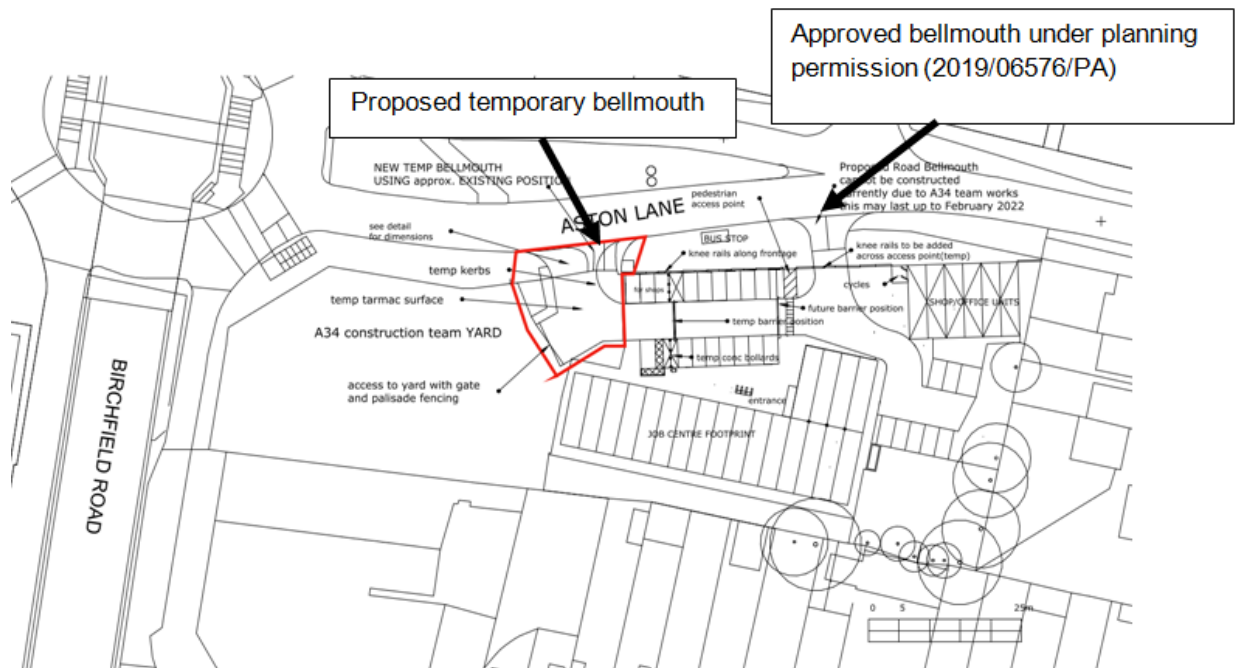 Approved bellmouth under planning
permission (2019/06576/PA)
Proposed temporary bellmouth
NEW TEMP BELLMOUTH
USING approx. EXISTING POSITION
Proposed Road Bellmouth
cannot be constructed
currently due to A34 team works
this may last up to February 2022
pedestrian
access point
ASTON LANE
see detail
for dimensions
BUS STOP
knee rails along frontage
knee rails to be added
across access point(temp)
temp kerbs
cycles
for shops
temp tarmac surface
SHOP/OFFICE UNITS
future barrier position
temp barrier position
A34 construction team YARD
temp conc bollards
access to yard with gate
and palisade fencing
entrance
JOB CENTRE FOOTPRINT
BIRCHFIELD ROAD
0 5 25m